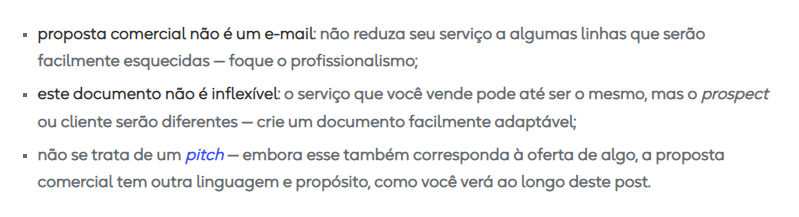 ▪ proposta comercial não é um e-mail: não reduza seu serviço a algumas linhas que serão
facilmente esquecidas — foque o profissionalismo;
▪ este documento não é inflexível: o serviço que você vende pode até ser o mesmo, mas o prospect
ou cliente serão diferentes — crie um documento facilmente adaptável;
▪ não se trata de um pitch — embora esse também corresponda à oferta de algo, a proposta
comercial tem outra linguagem e propósito, como você verá ao longo deste post.